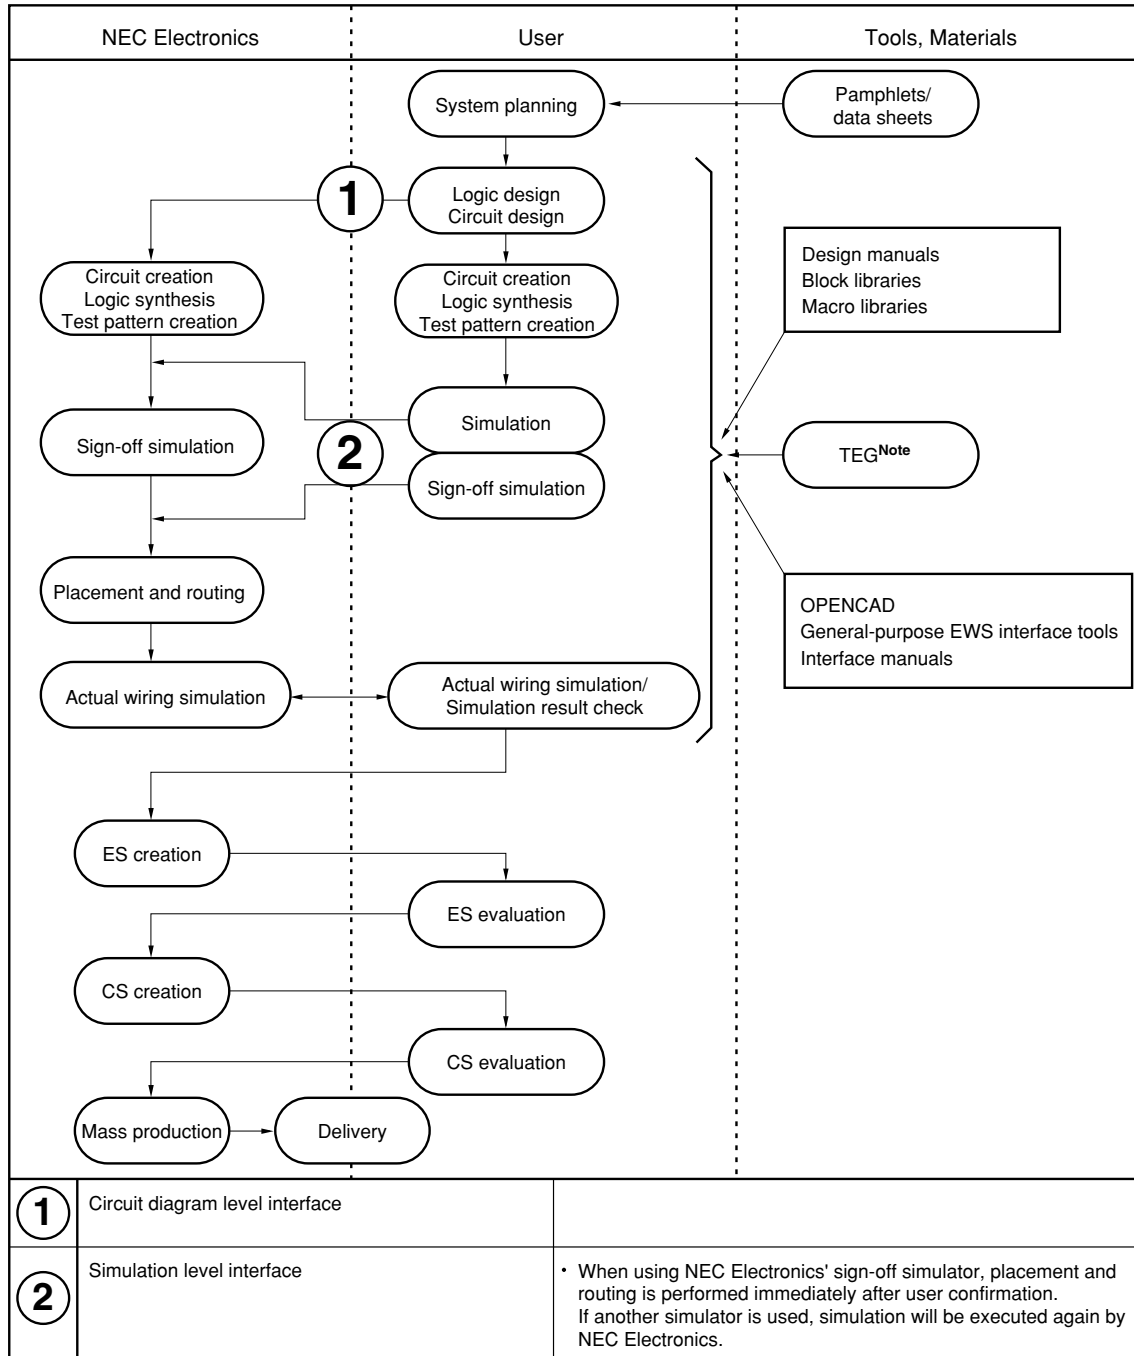 NEC Electronics
User
Tools, Materials
System planning
Pamphlets/
data sheets
1
Logic design
Circuit design
Circuit creation
Logic synthesis
Test pattern creation
Circuit creation
Logic synthesis
Test pattern creation
Design manuals
Block libraries
Macro libraries
Simulation
Sign-off simulation
2
Sign-off simulation
TEGNote
Placement and routing
OPENCAD
General-purpose EWS interface tools
Interface manuals
Actual wiring simulation
Actual wiring simulation/
Simulation result check
ES creation
ES evaluation
CS creation
CS evaluation
Mass production
Delivery
1
Circuit diagram level interface
2
Simulation level interface
• When using NEC Electronics' sign-off simulator, placement and
routing is performed immediately after user confirmation.
If another simulator is used, simulation will be executed again by
NEC Electronics.